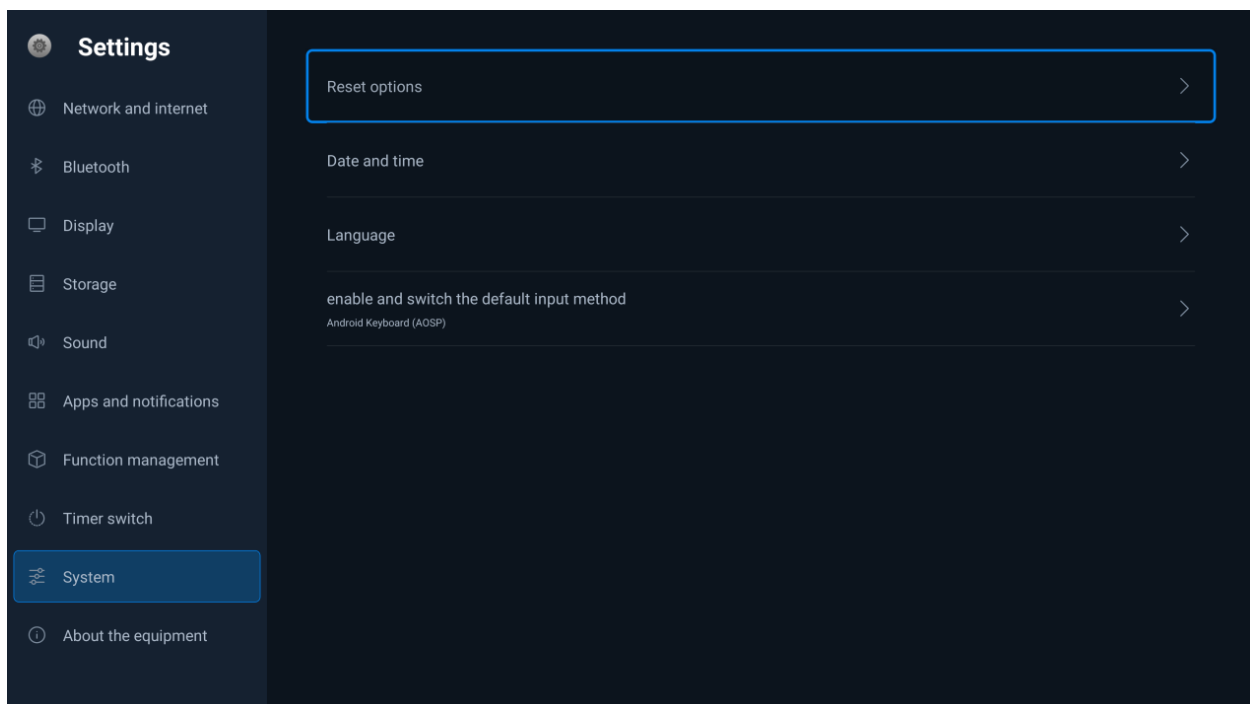 Settings
Network and internet
Bluetooth
Display
Storage
Sound
Apps and notifications
Function management
Timer switch
System
About the equipment
Reset options
Date and time
Language
enable and switch the default input method
Android Keyboard (AOSP)